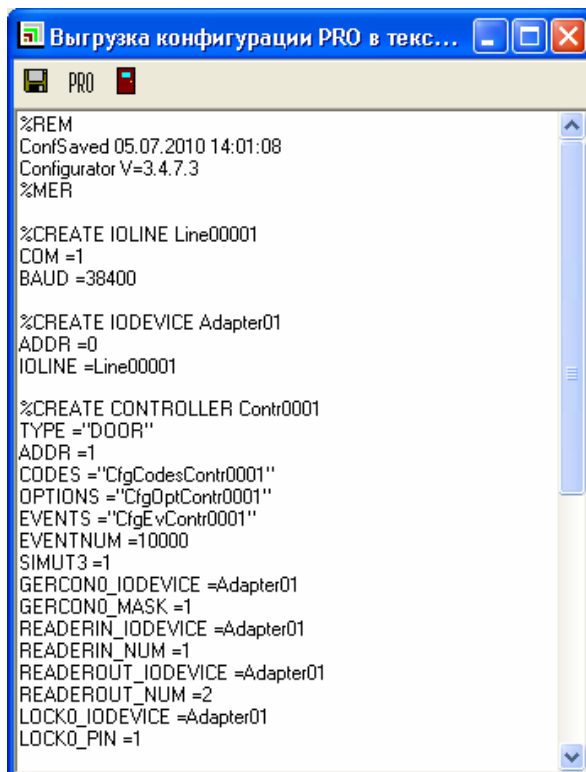 Выгрузка конфигурации PRO в текс...
PRO
%REM
ConfSaved 05.07.2010 14:01:08
Configurator V=3.4.7.3
%MER
%CREATE IOLINE Line00001
COM =1
BAUD =38400
%CREATE IODEVICE Adapter01
ADDR =0
IOLINE =Line00001
%CREATE CONTROLLER Contr0001
TYPE ="DOOR"
ADDR =1
CODES ="CfgCodesContr0001"
OPTIONS ="CfgOptContr0001"
EVENTS ="CfgEvContr0001"
EVENTNUM =10000
SIMUT3 =1
GERCON0_IODEVICE =Adapter01
GERCON0_MASK =1
READERIN_IODEVICE =Adapter01
READERIN_NUM =1
READEROUT_IODEVICE =Adapter01
READEROUT_NUM =2
LOCK0_IODEVICE =Adapter01
LOCK0_PIN =1